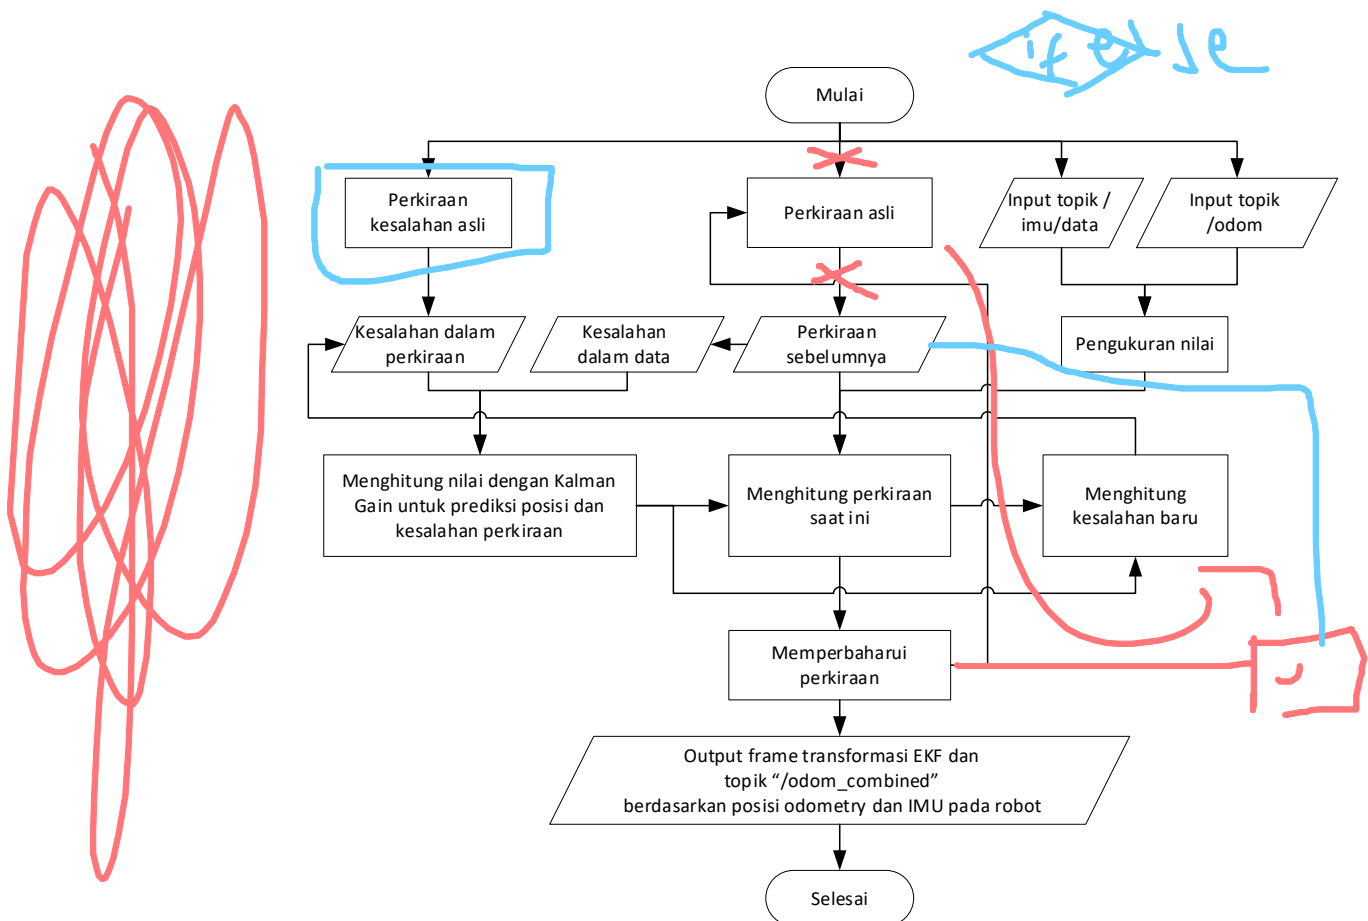 if else
Mulai
Perkiraan
kesalahan asli
Perkiraan asli
Input topik /
imu/data
Input topik
/odom
Kesalahan dalam
perkiraan
Kesalahan
dalam data
Perkiraan
sebelumnya
Pengukuran nilai
Menghitung nilai dengan Kalman
Gain untuk prediksi posisi dan
kesalahan perkiraan
Menghitung perkiraan
saat ini
Menghitung
kesalahan baru
Memperbaharui
perkiraan
Output frame transformasi EKF dan
topik “/odom_combined”
berdasarkan posisi odometry dan IMU pada robot
Selesai